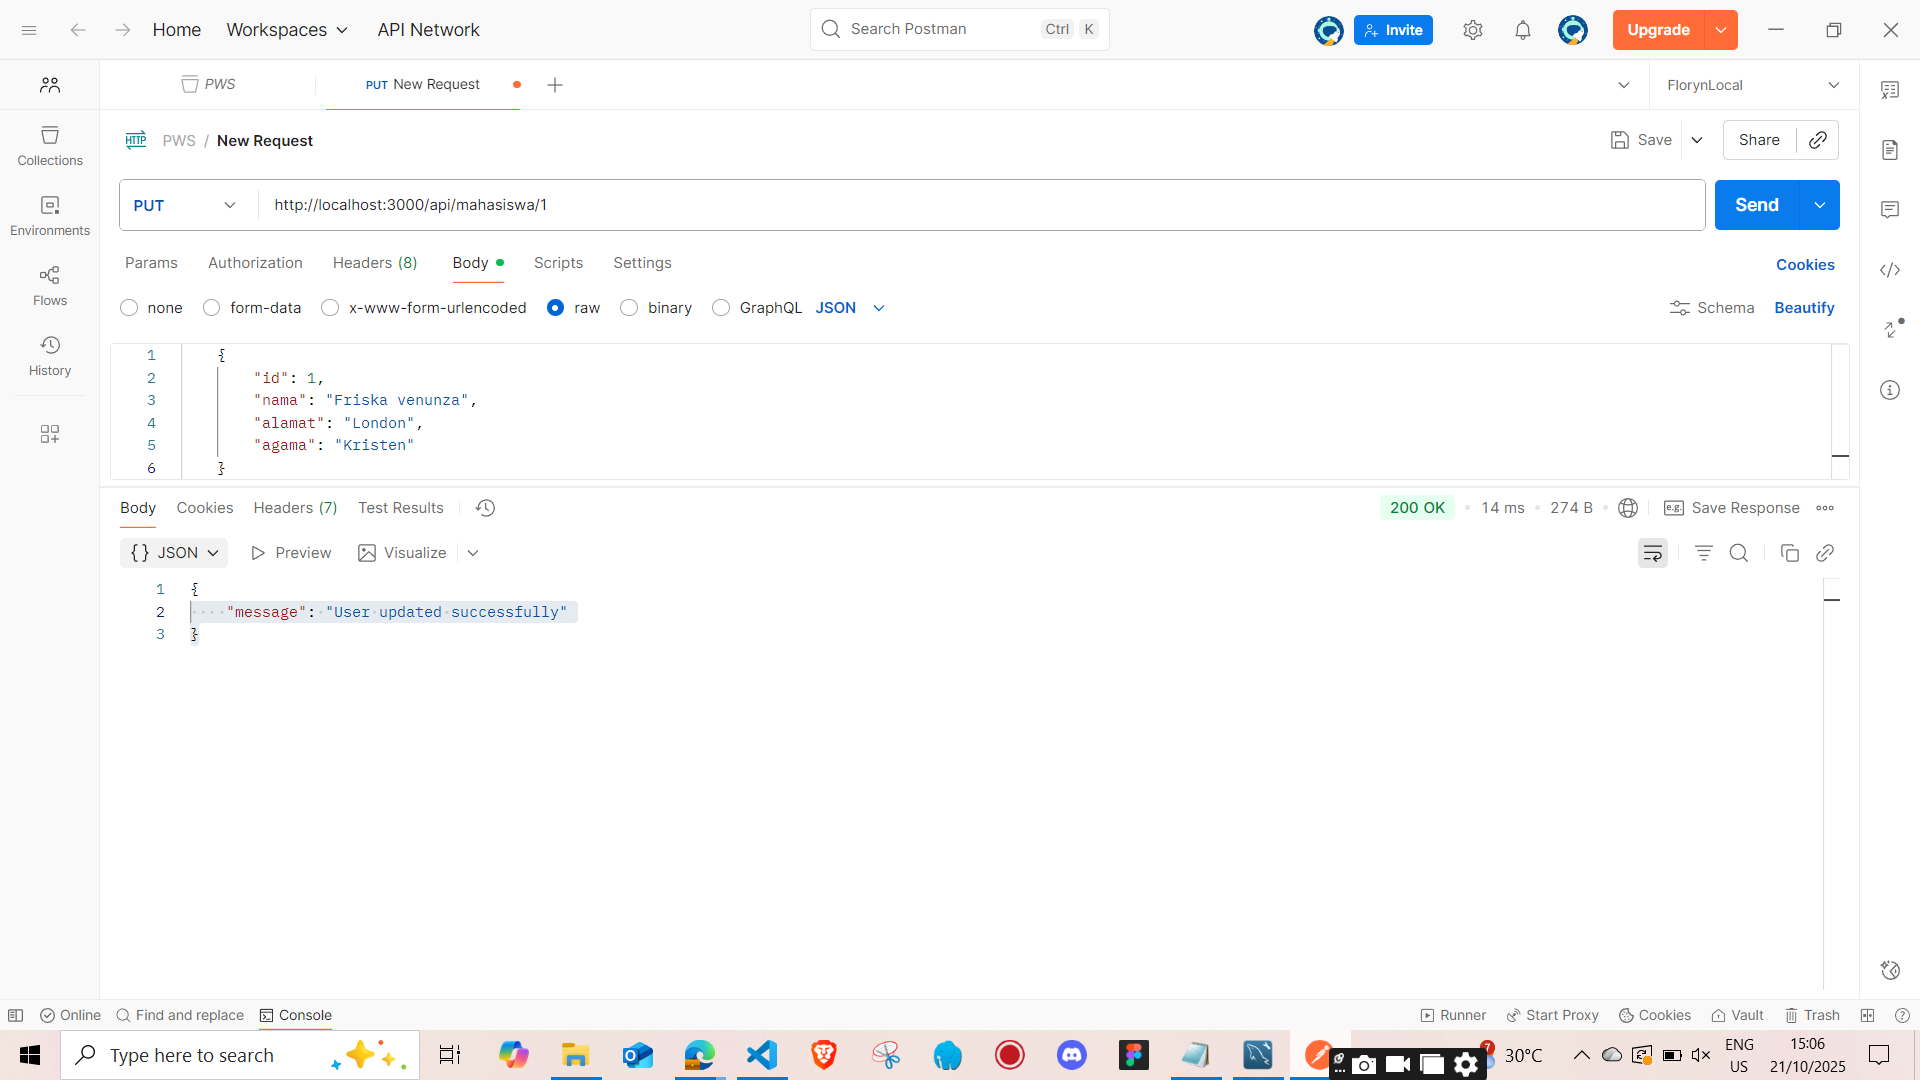 Home
Workspaces
API Network
Search Postman
Ctrl
K
Invite
Upgrade
PWS
PUT New Request
FlorynLocal
Collections
Environments
Flows
History
HTTP
PWS / New Request
Save
Share
PUT
http://localhost:3000/api/mahasiswa/1
Send
Params
Authorization
Headers (8)
Body
Scripts
Settings
Cookies
none
form-data
x-www-form-urlencoded
raw
binary
GraphQL
JSON
Schema
Beautify
1 {
2 "id": 1,
3 "nama": "Friska venunza",
4 "alamat": "London",
5 "agama": "Kristen"
6 }
Body
Cookies
Headers (7)
Test Results
200 OK
14 ms
274 B
e.g.
Save Response
{} JSON
Preview
Visualize
1 {
2 "message": "User updated successfully"
3 }
Online
Find and replace
Console
Runner
Start Proxy
Cookies
Vault
Trash
Type here to search
7
30°C
ENG
US
15:06
21/10/2025